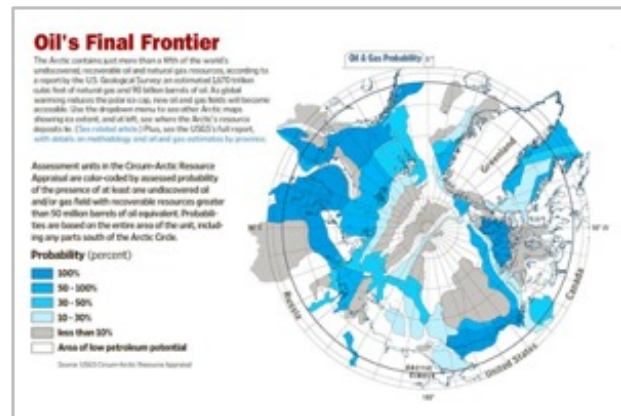 Oil's Final Frontier
The Arctic contains just more than a fifth of the world's
undiscovered, recoverable oil and natural gas resources, according to
a report by the U.S. Geological Survey: an estimated 1,670 trillion
cubic feet of natural gas and 90 billion barrels of oil. As global
warming reduces the polar ice cap, new oil and gas fields will become
accessible. Use the dropdown menu to see other Arctic maps
showing ice extent, and at left, see where the Arctic's resource
deposits lie. (See related article.) Plus, see the USGS's full report,
with details on methodology and oil and gas estimates by province.
Assessment units in the Circum-Arctic Resource
Appraisal are color-coded by assessed probability
of the presence of at least one undiscovered oil
and/or gas field with recoverable resources greater
than 50 million barrels of oil equivalent. Probabili-
ties are based on the entire area of the unit, includ-
ing any parts south of the Arctic Circle.
Probability (percent)
100%
50 - 100%
30 - 50%
10 - 30%
less than 10%
Area of low petroleum potential
Source: USGS Circum-Arctic Resource Appraisal
Oil & Gas Probability
Greenland
Canada
United States
Russia
180°